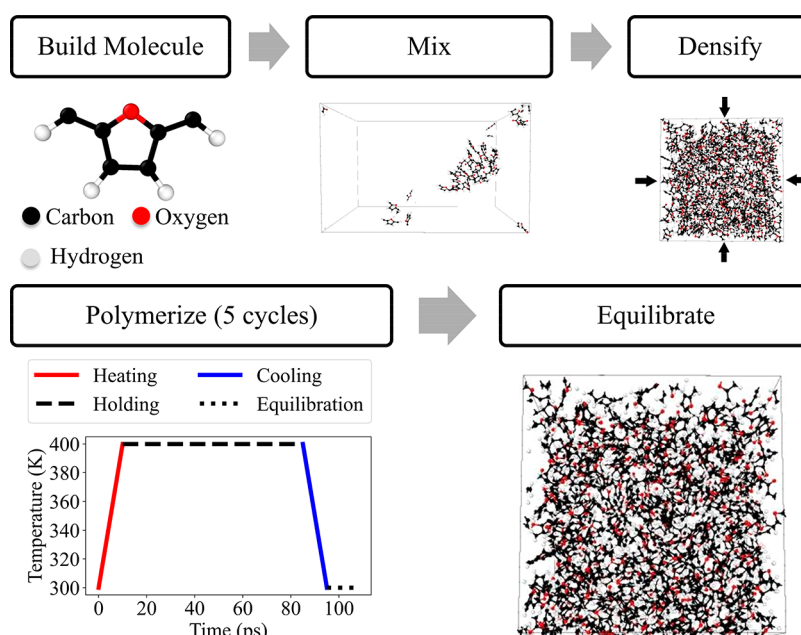 Build Molecule
Mix
Densify
Carbon
Oxygen
Hydrogen
Polymerize (5 cycles)
Equilibrate
Heating
Cooling
Holding
Equilibration
Temperature (K)
400
380
360
340
320
300
0
20
40
60
80
100
Time (ps)